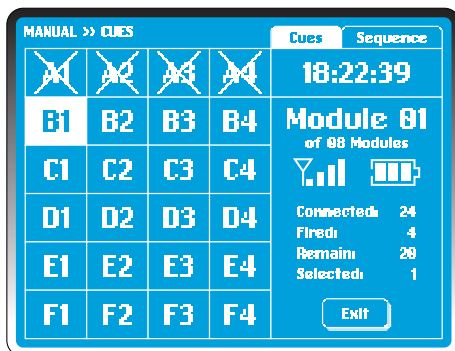 MANUAL >> CUES
Cues Sequence
A1 A2 A3 A4
18:22:39
B1 B2 B3 B4
Module 01
of 08 Modules
C1 C2 C3 C4
D1 D2 D3 D4
Connected: 24
Fired: 4
Remain: 20
Selected: 1
E1 E2 E3 E4
F1 F2 F3 F4
Exit